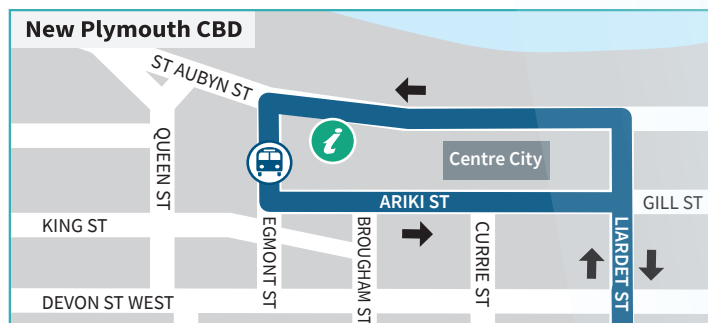 New Plymouth CBD
ST AUBYN ST
i
QUEEN ST
Centre City
ARIKI ST
GILL ST
KING ST
EGMONT ST
BROUGHAM ST
CURRIE ST
LIARDET ST
DEVON ST WEST